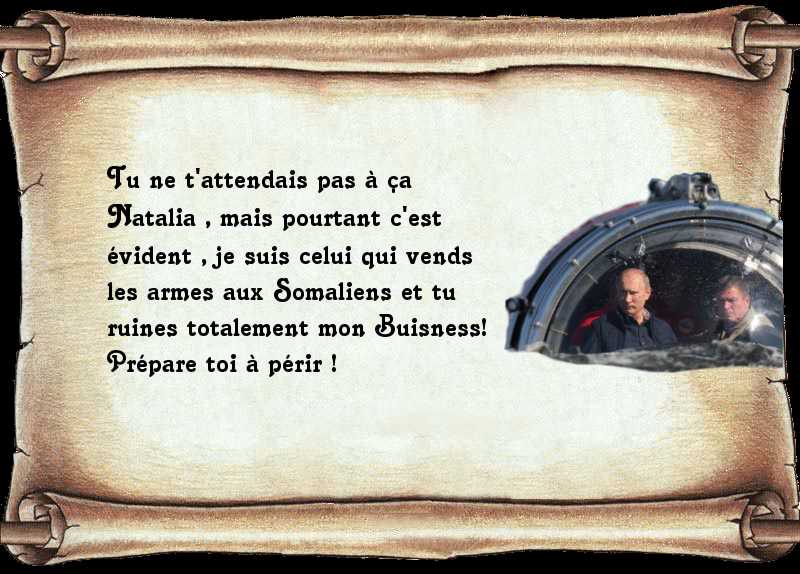 Tu ne t'attendais pas à ça
Natalia , mais pourtant c'est
évident , je suis celui qui vends
les armes aux Somaliens et tu
ruines totalement mon Buisness!
Prépare toi à périr !